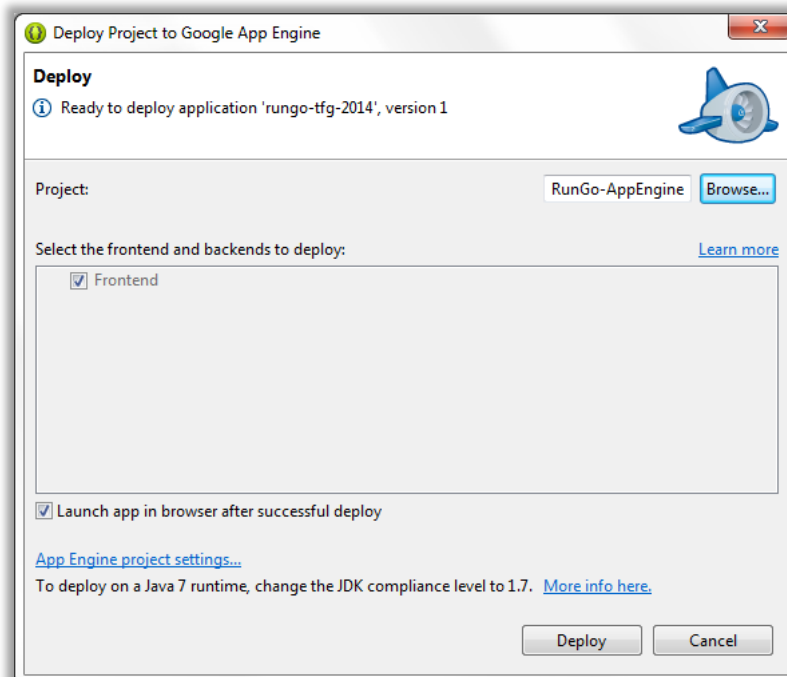 Deploy Project to Google App Engine
Deploy
Ready to deploy application 'rungo-tfg-2014', version 1
Project: RunGo-AppEngine Browse...
Select the frontend and backends to deploy: Learn more
Frontend
Launch app in browser after successful deploy
App Engine project settings...
To deploy on a Java 7 runtime, change the JDK compliance level to 1.7. More info here.
Deploy Cancel